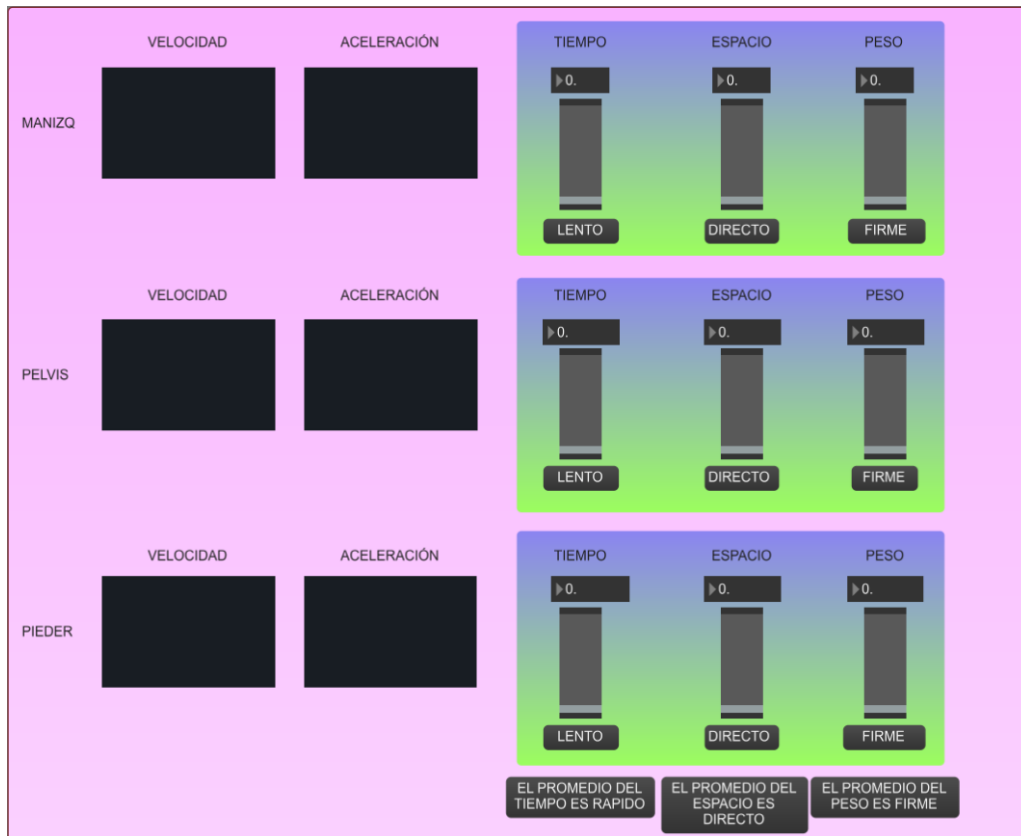 VELOCIDAD ACELERACIÓN TIEMPO ESPACIO PESO
0. 0. 0.
MANIZQ
LENTO DIRECTO FIRME
VELOCIDAD ACELERACIÓN TIEMPO ESPACIO PESO
0. 0. 0.
PELVIS
LENTO DIRECTO FIRME
VELOCIDAD ACELERACIÓN TIEMPO ESPACIO PESO
0. 0. 0.
PIEDER
LENTO DIRECTO FIRME
EL PROMEDIO DEL
TIEMPO ES RAPIDO
EL PROMEDIO DEL
ESPACIO ES
DIRECTO
EL PROMEDIO DEL
PESO ES FIRME